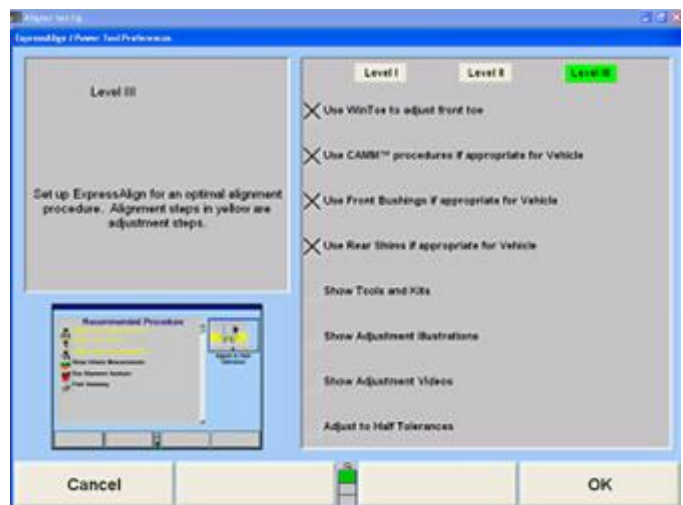 Aligner Set Up
ExpressAlign / Power Tool Preferences
Level III
Set up ExpressAlign for an optimal alignment
procedure. Alignment steps in yellow are
adjustment steps.
Level I
Level II
Level III
Use WinToe to adjust front toe
Use CAMM™ procedures if appropriate for Vehicle
Use Front Bushings if appropriate for Vehicle
Use Rear Shims if appropriate for Vehicle
Show Tools and Kits
Show Adjustment Illustrations
Show Adjustment Videos
Adjust to Half Tolerances
Recommended Procedure
Cancel
OK